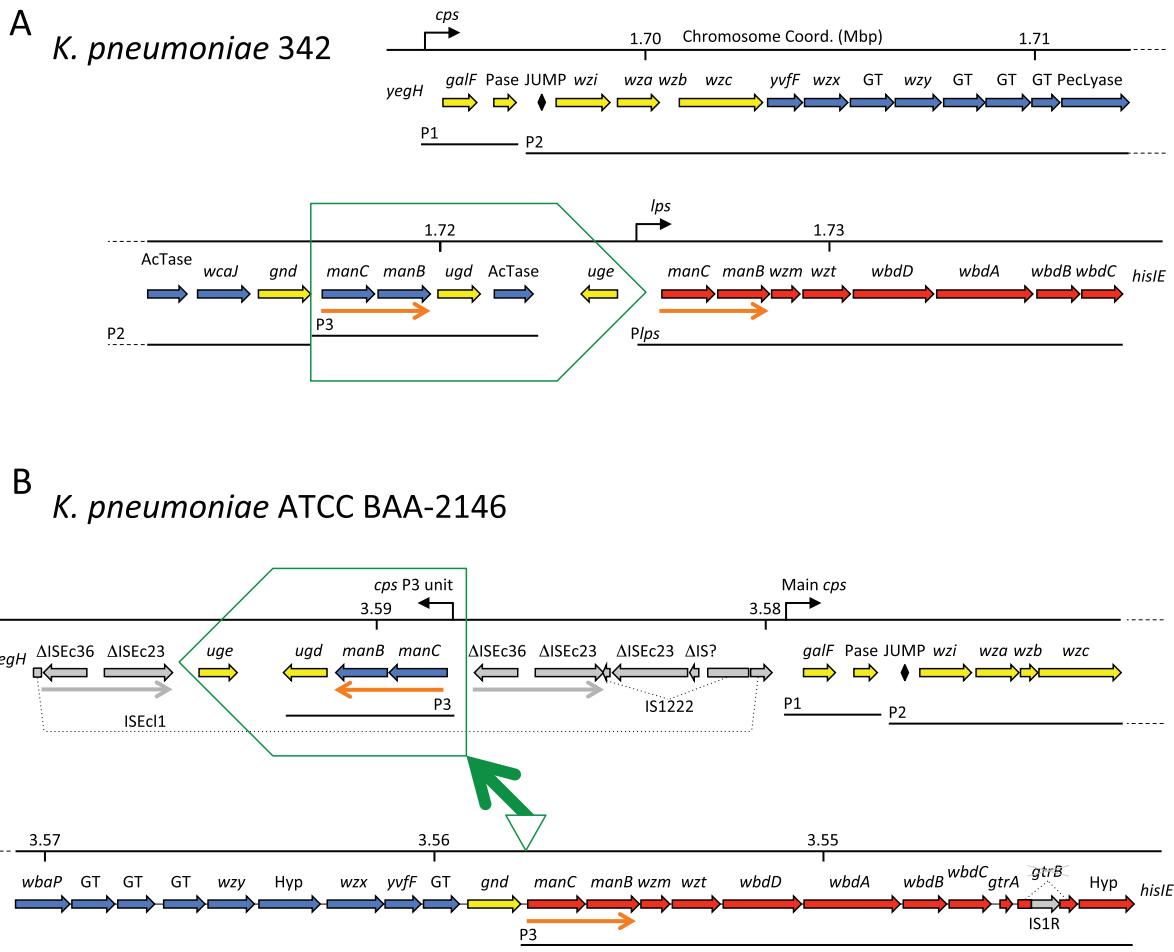 A
K. pneumoniae 342
cps
1.70 Chromosome Coord. (Mbp) 1.71
yegH galF Pase JUMP wzi wza wzb wzc yvfF wzx GT wzy GT GT GT PecLyase
P1 P2
lps
1.72 1.73
AcTase wcaJ gnd manC manB ugd AcTase uge manC manB wzm wzt wbdD wbdA wbdB wbdC hisIE
P2 P3 Plps
B
K. pneumoniae ATCC BAA-2146
cps P3 unit Main cps
3.59 3.58
egH ΔISEc36 ΔISEc23 uge ugd manB manC ΔISEc36 ΔISEc23 ΔISEc23 ΔIS? galF Pase JUMP wzi wza wzb wzc
ISEcl1 P3 IS1222 P1 P2
3.57 3.56 3.55
wbaP GT GT GT wzy Hyp wzx yvfF GT gnd manC manB wzm wzt wbdD wbdA wbdB wbdC gtrA gtrB Hyp hisIE
IS1R
P3